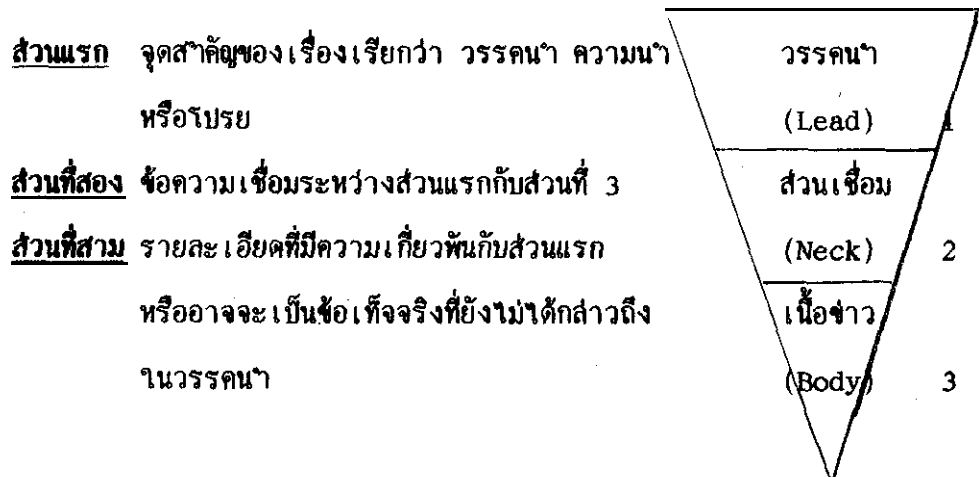 ส่วนแรก จุดสำคัญของเรื่องเรียกว่า วรรคนำ ความนำ
หรือโปรย
ส่วนที่สอง ข้อความเชื่อมระหว่างส่วนแรกกับส่วนที่ 3
ส่วนที่สาม รายละเอียดที่มีความเกี่ยวพันกับส่วนแรก
หรืออาจจะเป็นข้อเท็จจริงที่ยังไม่ได้กล่าวถึง
ในวรรคนำ
วรรคนำ
(Lead) 1
ส่วนเชื่อม
(Neck) 2
เนื้อข่าว
(Body) 3